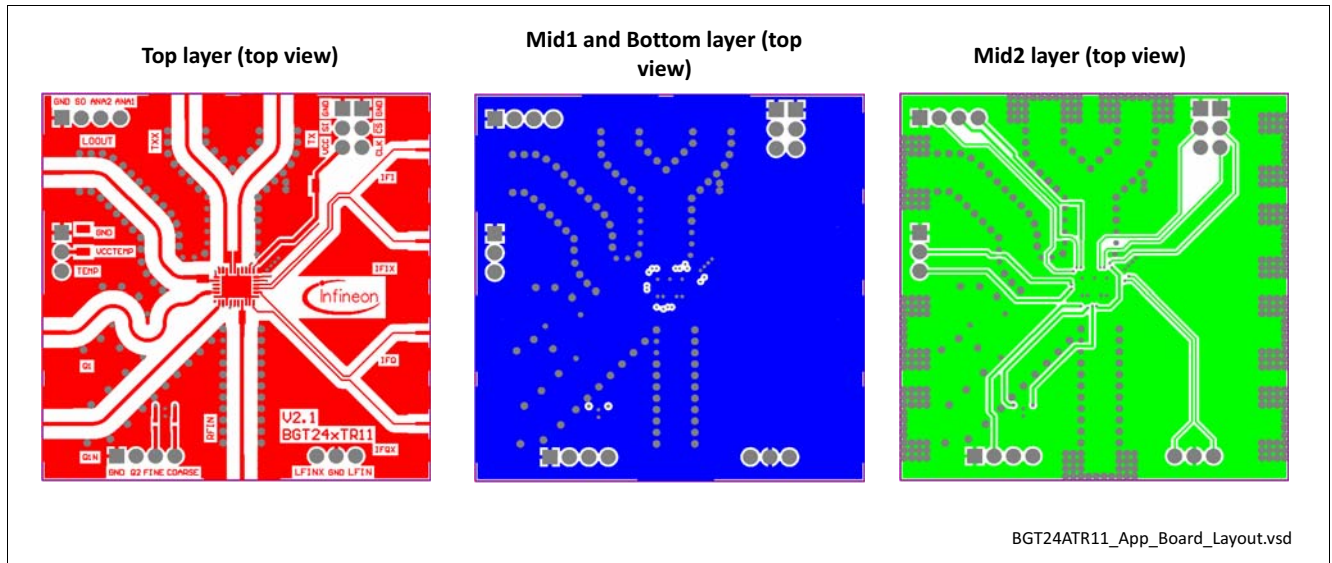 Top layer (top view)
Mid1 and Bottom layer (top
view)
Mid2 layer (top view)
GND SO ANA2 ANA1
LOOUT
TXX
TX
VCC SI GND
CLK CS GND
IFI
GND
VCCTEMP
TEMP
IFIX
Infineon
IFQ
Q1
RFIN
V2.1
BGT24xTR11
IFQX
Q1N
GND Q2 FINE COARSE
LFINX GND LFIN
BGT24ATR11_App_Board_Layout.vsd